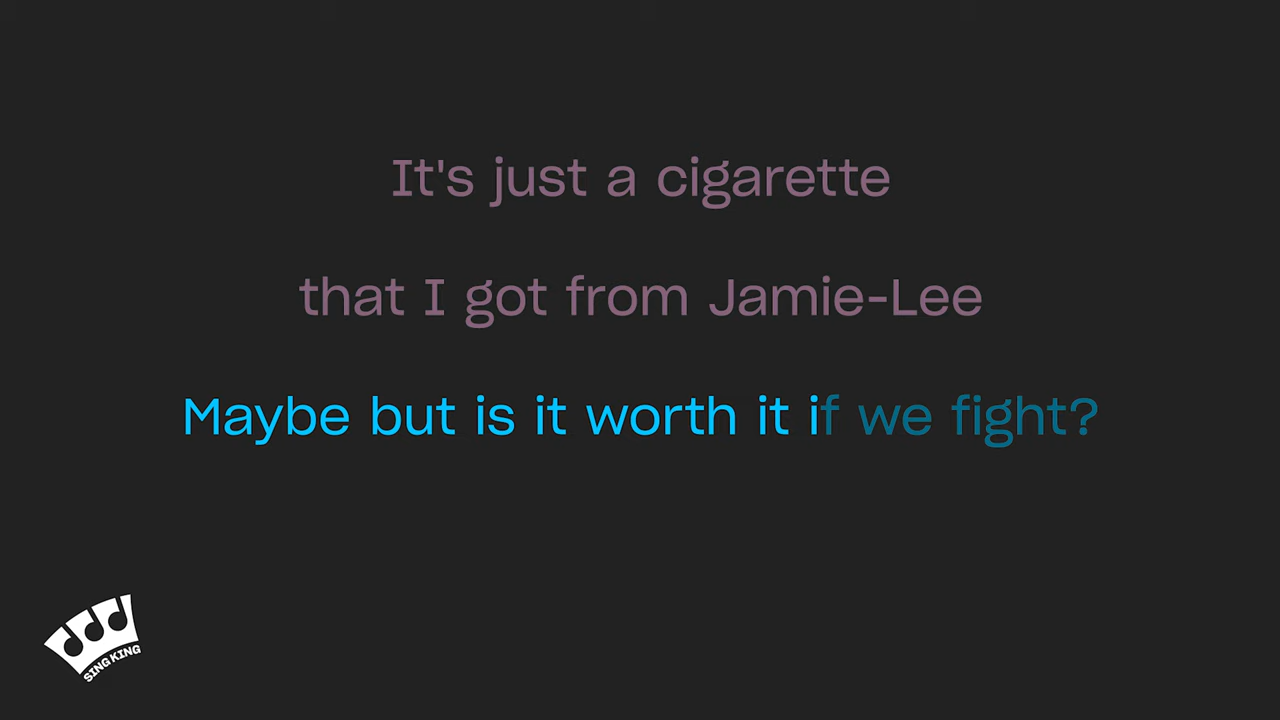 It's just a cigarette
that I got from Jamie-Lee
Maybe but is it worth it if we fight?
SING KING